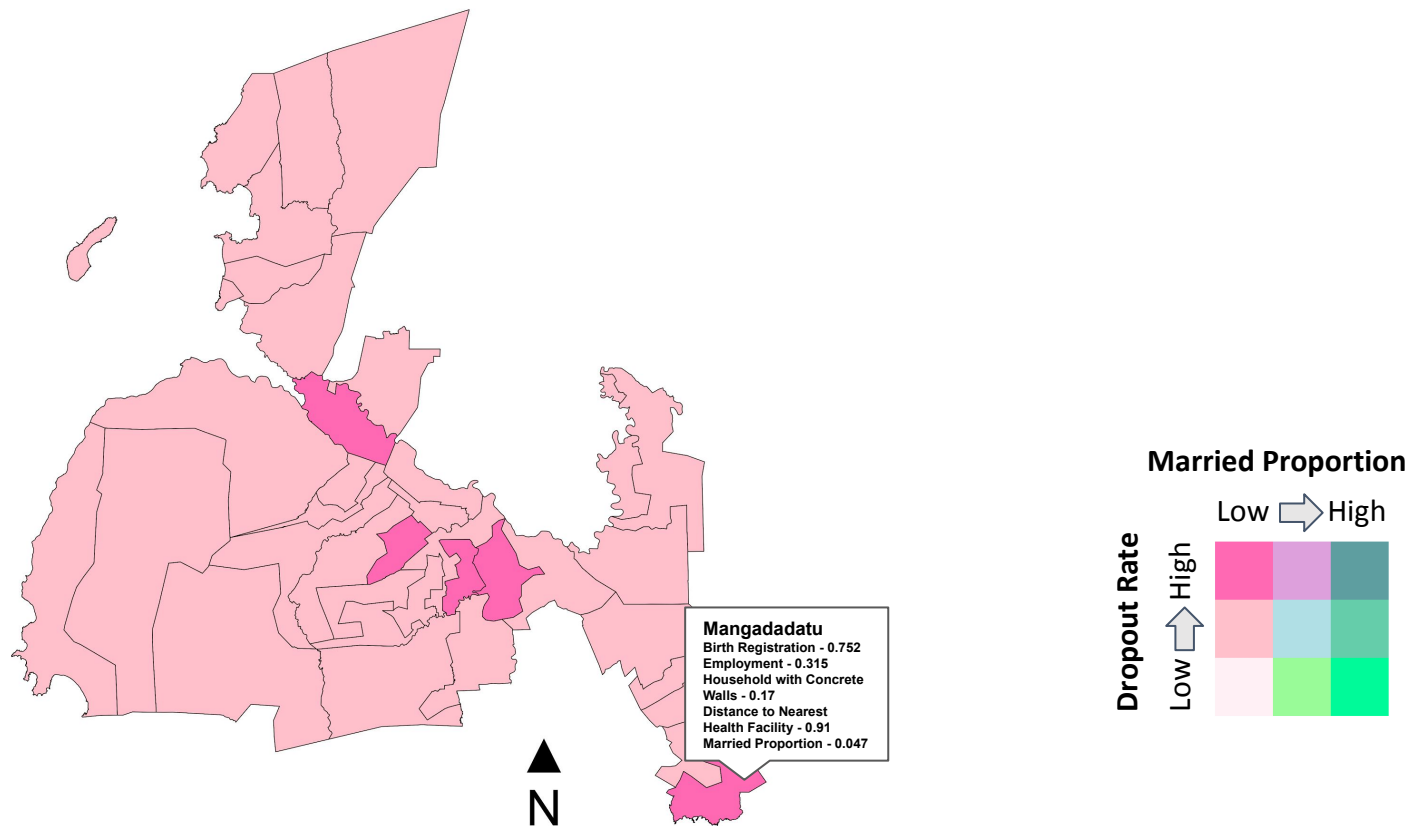 Mangadadatu
Birth Registration - 0.752
Employment - 0.315
Household with Concrete
Walls - 0.17
Distance to Nearest
Health Facility - 0.91
Married Proportion - 0.047
N
Married Proportion
Low High
Dropout Rate
Low High